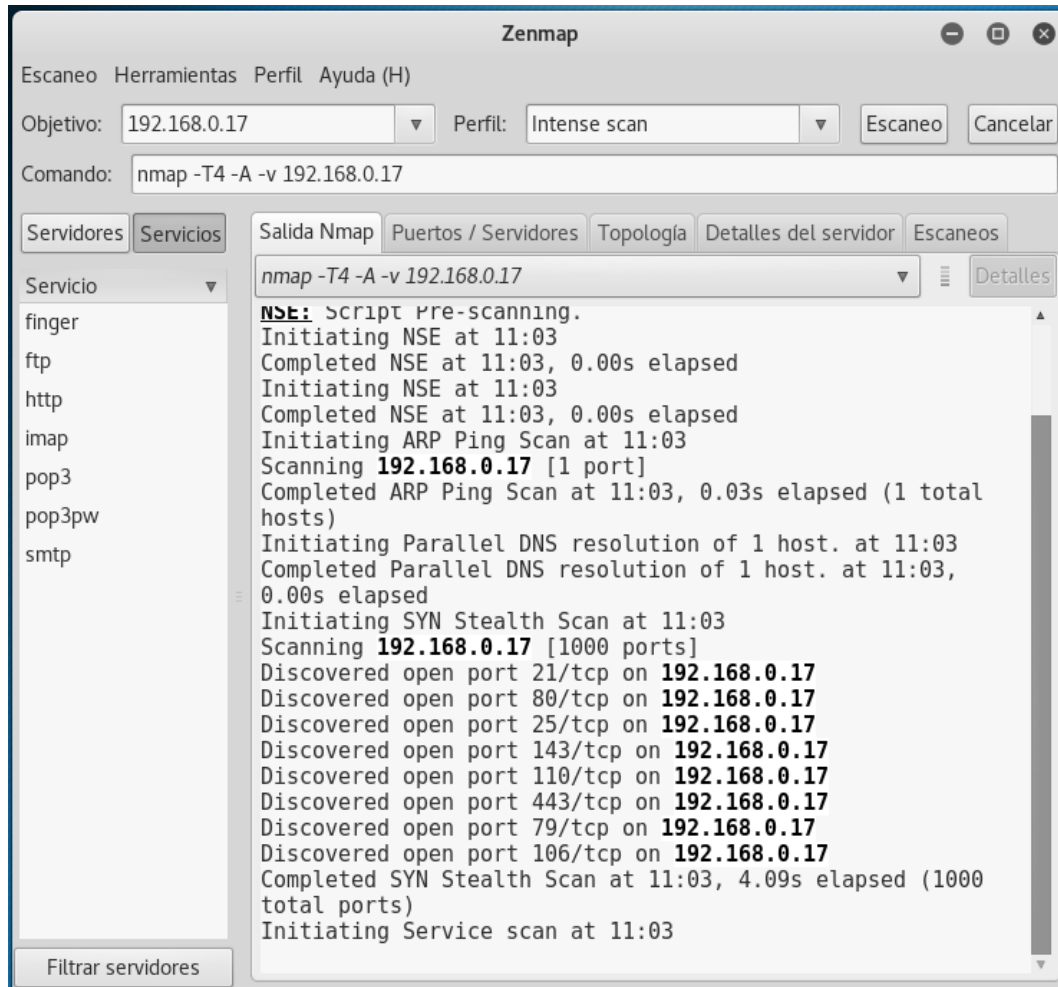 Zenmap
Escaneo Herramientas Perfil Ayuda (H)
Objetivo: 192.168.0.17 Perfil: Intense scan Escaneo Cancelar
Comando: nmap -T4 -A -v 192.168.0.17
Servidores Servicios
Servicio
finger
ftp
http
imap
pop3
pop3pw
smtp
Filtrar servidores
Salida Nmap Puertos / Servidores Topología Detalles del servidor Escaneos
nmap -T4 -A -v 192.168.0.17 Detalles
NSE: Script Pre-scanning.
Initiating NSE at 11:03
Completed NSE at 11:03, 0.00s elapsed
Initiating NSE at 11:03
Completed NSE at 11:03, 0.00s elapsed
Initiating ARP Ping Scan at 11:03
Scanning 192.168.0.17 [1 port]
Completed ARP Ping Scan at 11:03, 0.03s elapsed (1 total
hosts)
Initiating Parallel DNS resolution of 1 host. at 11:03
Completed Parallel DNS resolution of 1 host. at 11:03,
0.00s elapsed
Initiating SYN Stealth Scan at 11:03
Scanning 192.168.0.17 [1000 ports]
Discovered open port 21/tcp on 192.168.0.17
Discovered open port 80/tcp on 192.168.0.17
Discovered open port 25/tcp on 192.168.0.17
Discovered open port 143/tcp on 192.168.0.17
Discovered open port 110/tcp on 192.168.0.17
Discovered open port 443/tcp on 192.168.0.17
Discovered open port 79/tcp on 192.168.0.17
Discovered open port 106/tcp on 192.168.0.17
Completed SYN Stealth Scan at 11:03, 4.09s elapsed (1000
total ports)
Initiating Service scan at 11:03